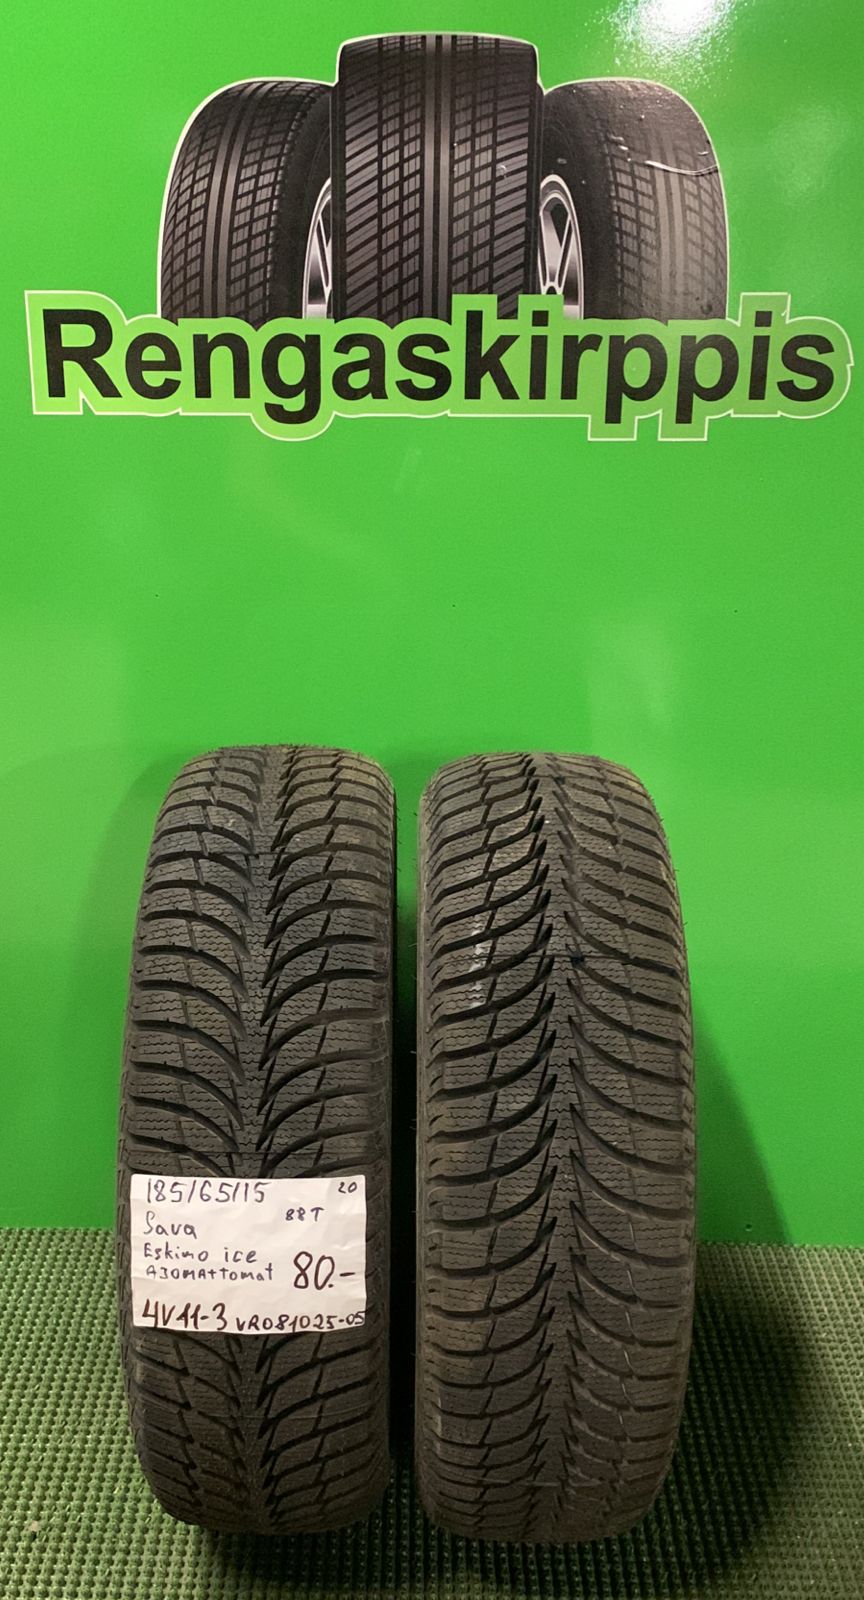 Rengaskirppis
185/65/15 20
Sava 88T
Eskimo ice
AJOMATTOMAT 80.-
4V11-3 VR081025-05